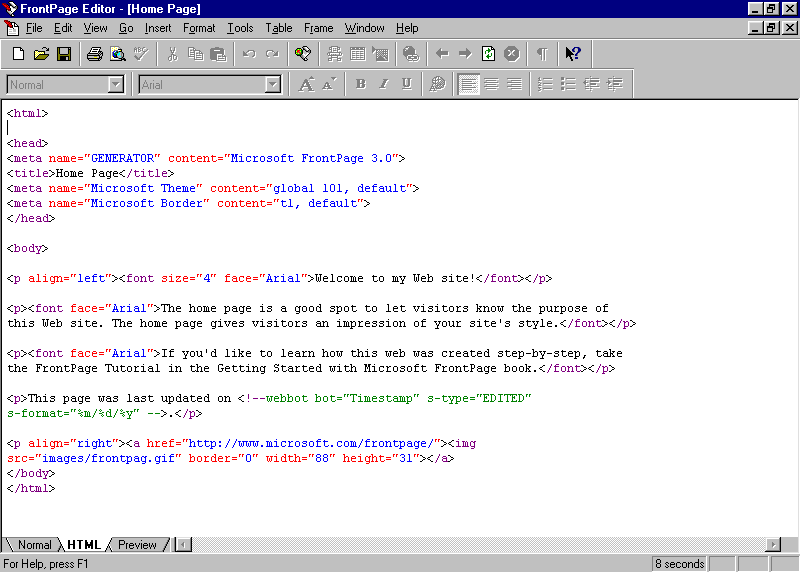 FrontPage Editor - [Home Page]
File Edit View Go Insert Format Tools Table Frame Window Help
Normal Arial A A B I U
<html>
<head>
<meta name="GENERATOR" content="Microsoft FrontPage 3.0">
<title>Home Page</title>
<meta name="Microsoft Theme" content="global 101, default">
<meta name="Microsoft Border" content="tl, default">
</head>
<body>
<p align="left"><font size="4" face="Arial">Welcome to my Web site!</font></p>
<p><font face="Arial">The home page is a good spot to let visitors know the purpose of
this Web site. The home page gives visitors an impression of your site's style.</font></p>
<p><font face="Arial">If you'd like to learn how this web was created step-by-step, take
the FrontPage Tutorial in the Getting Started with Microsoft FrontPage book.</font></p>
<p>This page was last updated on <!--webbot bot="Timestamp" s-type="EDITED"
s-format="%m/%d/%y" -->.</p>
<p align="right"><a href="http://www.microsoft.com/frontpage/"><img
src="images/frontpag.gif" border="0" width="88" height="31"></a>
</body>
</html>
Normal HTML Preview
For Help, press F1 8 seconds